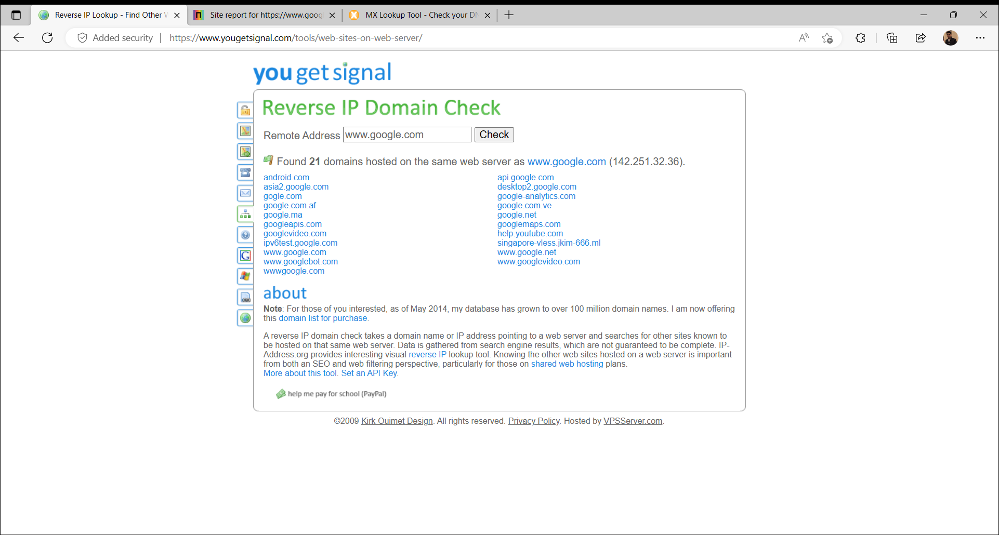 Reverse IP Lookup - Find Other
Site report for https://www.goog
MX Lookup Tool - Check your DN
Added security
https://www.yougetsignal.com/tools/web-sites-on-web-server/
you get signal
Reverse IP Domain Check
Remote Address www.google.com Check
Found 21 domains hosted on the same web server as www.google.com (142.251.32.36).
android.com
asia2.google.com
gogle.com
google.com.af
google.ma
googleapis.com
googlevideo.com
ipv6test.google.com
www.google.com
www.googlebot.com
wwwgoogle.com
api.google.com
desktop2.google.com
google-analytics.com
google.com.ve
google.net
googlemaps.com
help.youtube.com
singapore-vless.jkim-666.ml
www.google.net
www.googlevideo.com
about
Note: For those of you interested, as of May 2014, my database has grown to over 100 million domain names. I am now offering
this domain list for purchase.
A reverse IP domain check takes a domain name or IP address pointing to a web server and searches for other sites known to
be hosted on that same web server. Data is gathered from search engine results, which are not guaranteed to be complete. IP-
Address.org provides interesting visual reverse IP lookup tool. Knowing the other web sites hosted on a web server is important
from both an SEO and web filtering perspective, particularly for those on shared web hosting plans.
More about this tool. Set an API Key.
help me pay for school (PayPal)
©2009 Kirk Ouimet Design. All rights reserved. Privacy Policy. Hosted by VPSServer.com.